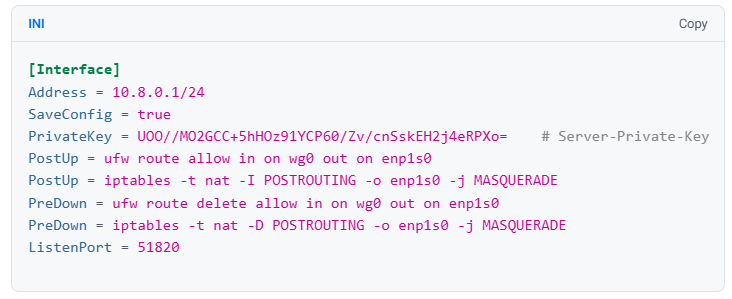 INI
Copy
[Interface]
Address = 10.8.0.1/24
SaveConfig = true
PrivateKey = UOO//MO2GCC+5hHOz91YCP60/Zv/cnSskEH2j4eRPXo=    # Server-Private-Key
PostUp = ufw route allow in on wg0 out on enp1s0
PostUp = iptables -t nat -I POSTROUTING -o enp1s0 -j MASQUERADE
PreDown = ufw route delete allow in on wg0 out on enp1s0
PreDown = iptables -t nat -D POSTROUTING -o enp1s0 -j MASQUERADE
ListenPort = 51820